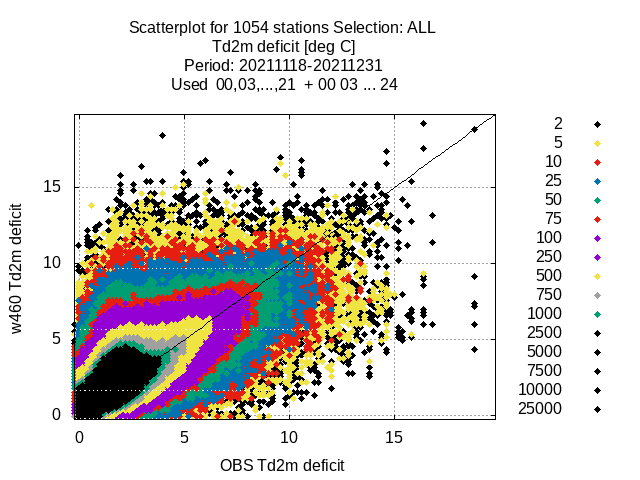 Scatterplot for 1054 stations Selection: ALL
Td2m deficit [deg C]
Period: 20211118-20211231
Used  00,03,...,21  + 00 03 ... 24
2
5
10
25
50
75
100
250
500
750
1000
2500
5000
7500
10000
25000
w460 Td2m deficit
15
10
5
0
0 5 10 15
OBS Td2m deficit